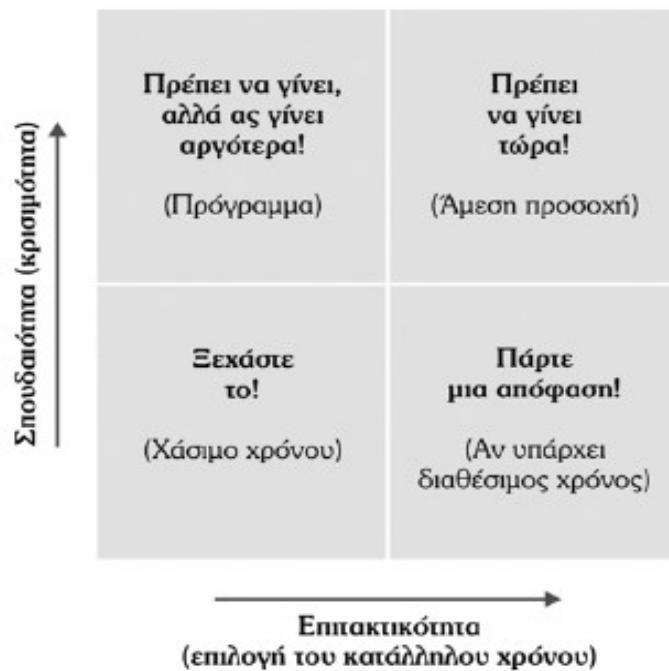 Πρέπει να γίνει,
αλλά ας γίνει
αργότερα!
(Πρόγραμμα)
Πρέπει
να γίνει
τώρα!
(Άμεση προσοχή)
Σπουδαιότητα (κρισιμότητα)
Ξεχάστε
το!
(Χάσιμο χρόνου)
Πάρτε
μια απόφαση!
(Αν υπάρχει
διαθέσιμος χρόνος)
Επιτακτικότητα
(επιλογή του κατάλληλου χρόνου)